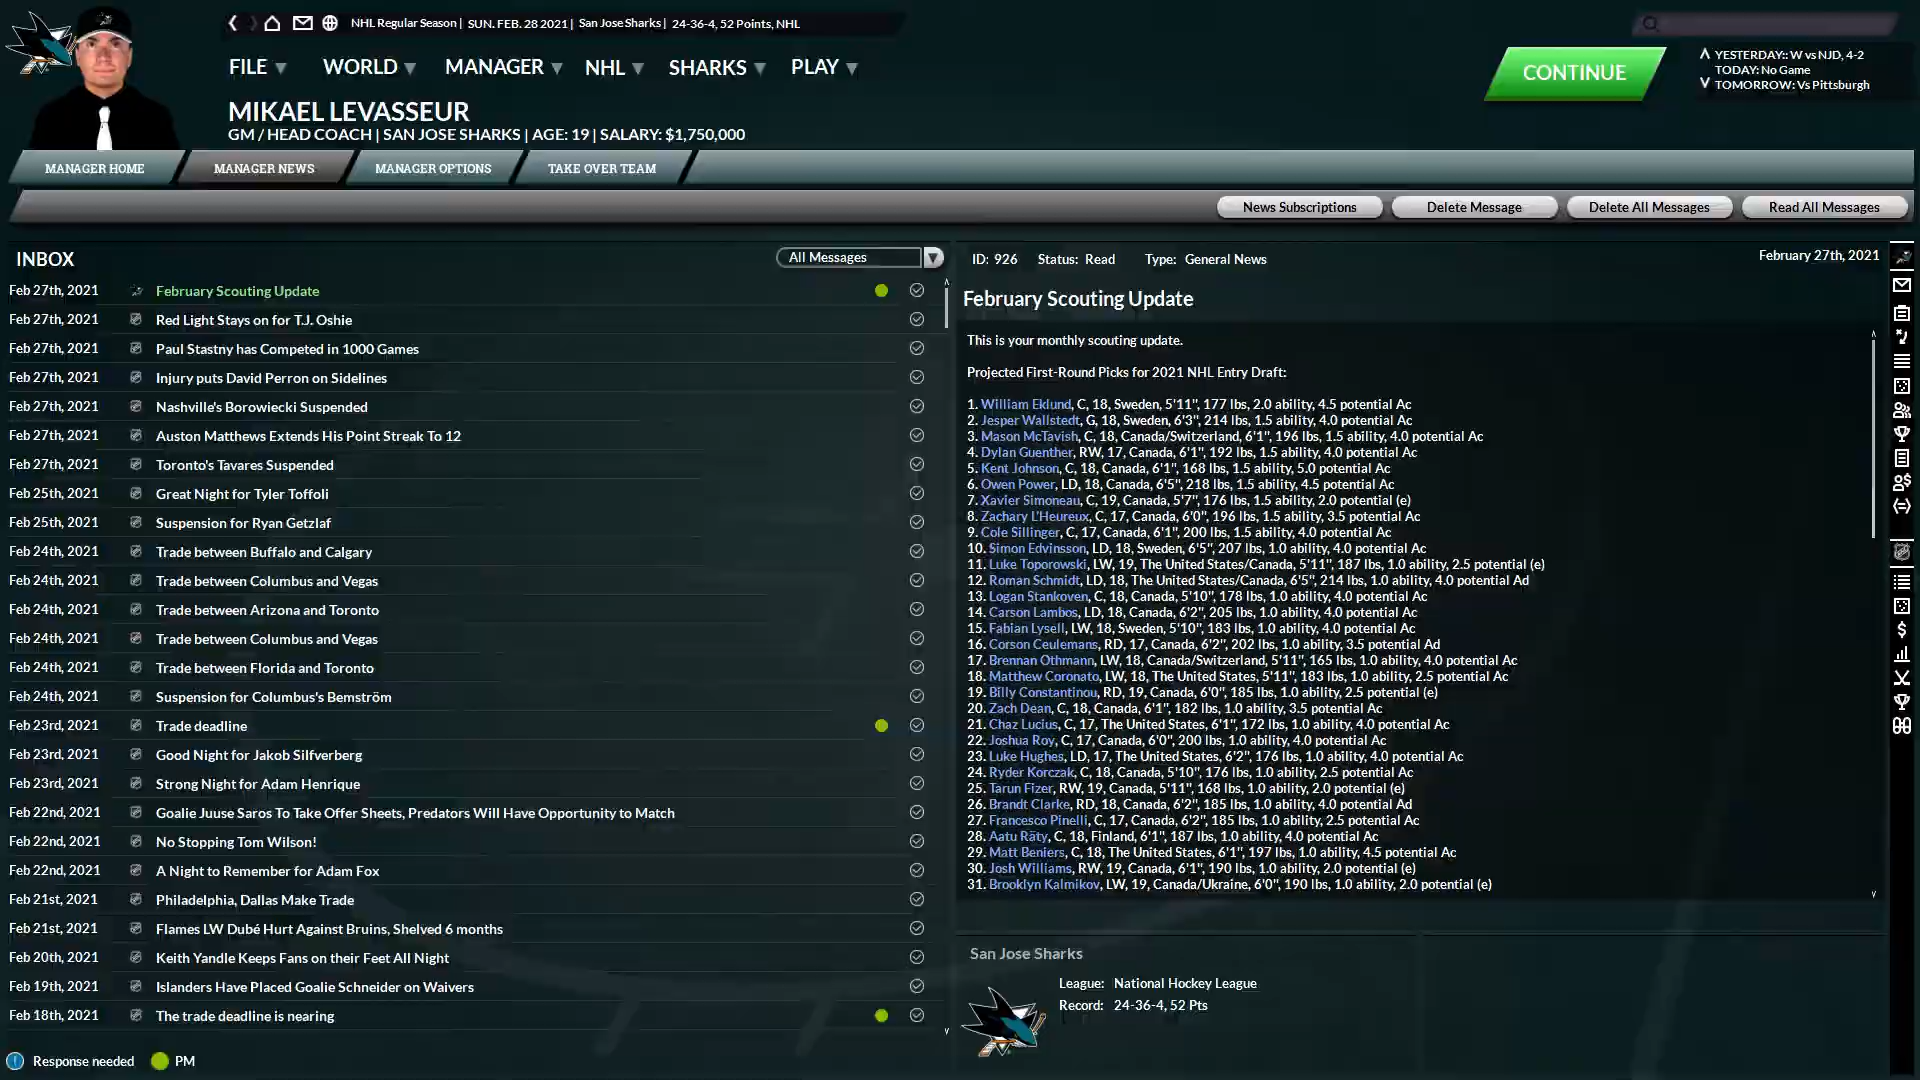 NHL Regular Season | SUN. FEB. 28 2021 | San Jose Sharks | 24-36-4, 52 Points, NHL
FILE WORLD MANAGER NHL SHARKS PLAY
CONTINUE
YESTERDAY:: W vs NJD, 4-2
TODAY: No Game
TOMORROW: Vs Pittsburgh
MIKAEL LEVASSEUR
GM / HEAD COACH | SAN JOSE SHARKS | AGE: 19 | SALARY: $1,750,000
MANAGER HOME MANAGER NEWS MANAGER OPTIONS TAKE OVER TEAM
News Subscriptions Delete Message Delete All Messages Read All Messages
INBOX All Messages
Feb 27th, 2021 February Scouting Update
Feb 27th, 2021 Red Light Stays on for T.J. Oshie
Feb 27th, 2021 Paul Stastny has Competed in 1000 Games
Feb 27th, 2021 Injury puts David Perron on Sidelines
Feb 27th, 2021 Nashville's Borowiecki Suspended
Feb 27th, 2021 Auston Matthews Extends His Point Streak To 12
Feb 27th, 2021 Toronto's Tavares Suspended
Feb 25th, 2021 Great Night for Tyler Toffoli
Feb 25th, 2021 Suspension for Ryan Getzlaf
Feb 24th, 2021 Trade between Buffalo and Calgary
Feb 24th, 2021 Trade between Columbus and Vegas
Feb 24th, 2021 Trade between Arizona and Toronto
Feb 24th, 2021 Trade between Columbus and Vegas
Feb 24th, 2021 Trade between Florida and Toronto
Feb 24th, 2021 Suspension for Columbus's Bemström
Feb 23rd, 2021 Trade deadline
Feb 23rd, 2021 Good Night for Jakob Silfverberg
Feb 23rd, 2021 Strong Night for Adam Henrique
Feb 22nd, 2021 Goalie Juuse Saros To Take Offer Sheets, Predators Will Have Opportunity to Match
Feb 22nd, 2021 No Stopping Tom Wilson!
Feb 22nd, 2021 A Night to Remember for Adam Fox
Feb 21st, 2021 Philadelphia, Dallas Make Trade
Feb 21st, 2021 Flames LW Dubé Hurt Against Bruins, Shelved 6 months
Feb 20th, 2021 Keith Yandle Keeps Fans on their Feet All Night
Feb 19th, 2021 Islanders Have Placed Goalie Schneider on Waivers
Feb 18th, 2021 The trade deadline is nearing
Response needed PM
ID: 926 Status: Read Type: General News February 27th, 2021
February Scouting Update
This is your monthly scouting update.
Projected First-Round Picks for 2021 NHL Entry Draft:
1. William Eklund, C, 18, Sweden, 5'11", 177 lbs, 2.0 ability, 4.5 potential Ac
2. Jesper Wallstedt, G, 18, Sweden, 6'3", 214 lbs, 1.5 ability, 4.0 potential Ac
3. Mason McTavish, C, 18, Canada/Switzerland, 6'1", 196 lbs, 1.5 ability, 4.0 potential Ac
4. Dylan Guenther, RW, 17, Canada, 6'1", 192 lbs, 1.5 ability, 4.0 potential Ac
5. Kent Johnson, C, 18, Canada, 6'1", 168 lbs, 1.5 ability, 5.0 potential Ac
6. Owen Power, LD, 18, Canada, 6'5", 218 lbs, 1.5 ability, 4.5 potential Ac
7. Xavier Simoneau, C, 19, Canada, 5'7", 176 lbs, 1.5 ability, 2.0 potential (e)
8. Zachary L'Heureux, C, 17, Canada, 6'0", 196 lbs, 1.5 ability, 3.5 potential Ac
9. Cole Sillinger, C, 17, Canada, 6'1", 200 lbs, 1.5 ability, 4.0 potential Ac
10. Simon Edvinsson, LD, 18, Sweden, 6'5", 207 lbs, 1.0 ability, 4.0 potential Ac
11. Luke Toporowski, LW, 19, The United States/Canada, 5'11", 187 lbs, 1.0 ability, 2.5 potential (e)
12. Roman Schmidt, LD, 18, The United States/Canada, 6'5", 214 lbs, 1.0 ability, 4.0 potential Ad
13. Logan Stankoven, C, 18, Canada, 5'10", 178 lbs, 1.0 ability, 4.0 potential Ac
14. Carson Lambos, LD, 18, Canada, 6'2", 205 lbs, 1.0 ability, 4.0 potential Ac
15. Fabian Lysell, LW, 18, Sweden, 5'10", 183 lbs, 1.0 ability, 4.0 potential Ac
16. Corson Ceulemans, RD, 17, Canada, 6'2", 202 lbs, 1.0 ability, 3.5 potential Ad
17. Brennan Othmann, LW, 18, Canada/Switzerland, 5'11", 165 lbs, 1.0 ability, 4.0 potential Ac
18. Matthew Coronato, LW, 18, The United States, 5'11", 183 lbs, 1.0 ability, 2.5 potential Ac
19. Billy Constantinou, RD, 19, Canada, 6'0", 185 lbs, 1.0 ability, 2.5 potential (e)
20. Zach Dean, C, 18, Canada, 6'1", 182 lbs, 1.0 ability, 3.5 potential Ac
21. Chaz Lucius, C, 17, The United States, 6'1", 172 lbs, 1.0 ability, 4.0 potential Ac
22. Joshua Roy, C, 17, Canada, 6'0", 200 lbs, 1.0 ability, 4.0 potential Ac
23. Luke Hughes, LD, 17, The United States, 6'2", 176 lbs, 1.0 ability, 4.0 potential Ac
24. Ryder Korczak, C, 18, Canada, 5'10", 176 lbs, 1.0 ability, 2.5 potential Ac
25. Tarun Fizer, RW, 19, Canada, 5'11", 168 lbs, 1.0 ability, 2.0 potential (e)
26. Brandt Clarke, RD, 18, Canada, 6'2", 185 lbs, 1.0 ability, 4.0 potential Ad
27. Francesco Pinelli, C, 17, Canada, 6'2", 185 lbs, 1.0 ability, 2.5 potential Ac
28. Aatu Räty, C, 18, Finland, 6'1", 187 lbs, 1.0 ability, 4.0 potential Ac
29. Matt Beniers, C, 18, The United States, 6'1", 197 lbs, 1.0 ability, 4.5 potential Ac
30. Josh Williams, RW, 19, Canada, 6'1", 190 lbs, 1.0 ability, 2.0 potential (e)
31. Brooklyn Kalmikov, LW, 19, Canada/Ukraine, 6'0", 190 lbs, 1.0 ability, 2.0 potential (e)
San Jose Sharks
League: National Hockey League
Record: 24-36-4, 52 Pts